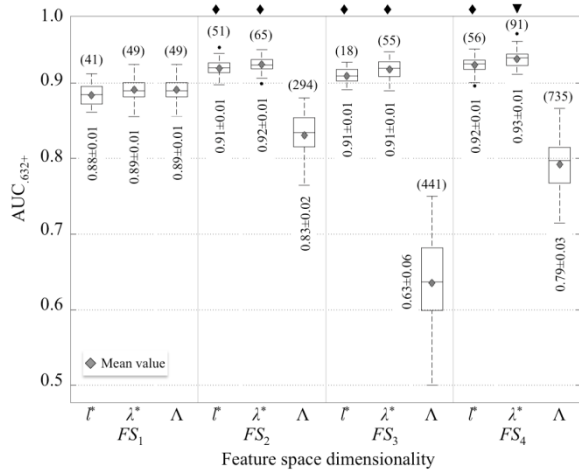 1.0
(51) (65) (18) (55) (56) (91)
(41) (49) (49)
0.9
(294) (735)
0.88±0.01 0.89±0.01 0.89±0.01 0.91±0.01 0.92±0.01 0.91±0.01 0.91±0.01 0.92±0.01 0.93±0.01
0.8
0.83±0.02 0.79±0.03
(441)
AUC.632+
0.7
0.63±0.06
0.6
Mean value
0.5
l* λ* Λ l* λ* Λ l* λ* Λ l* λ* Λ
FS1 FS2 FS3 FS4
Feature space dimensionality